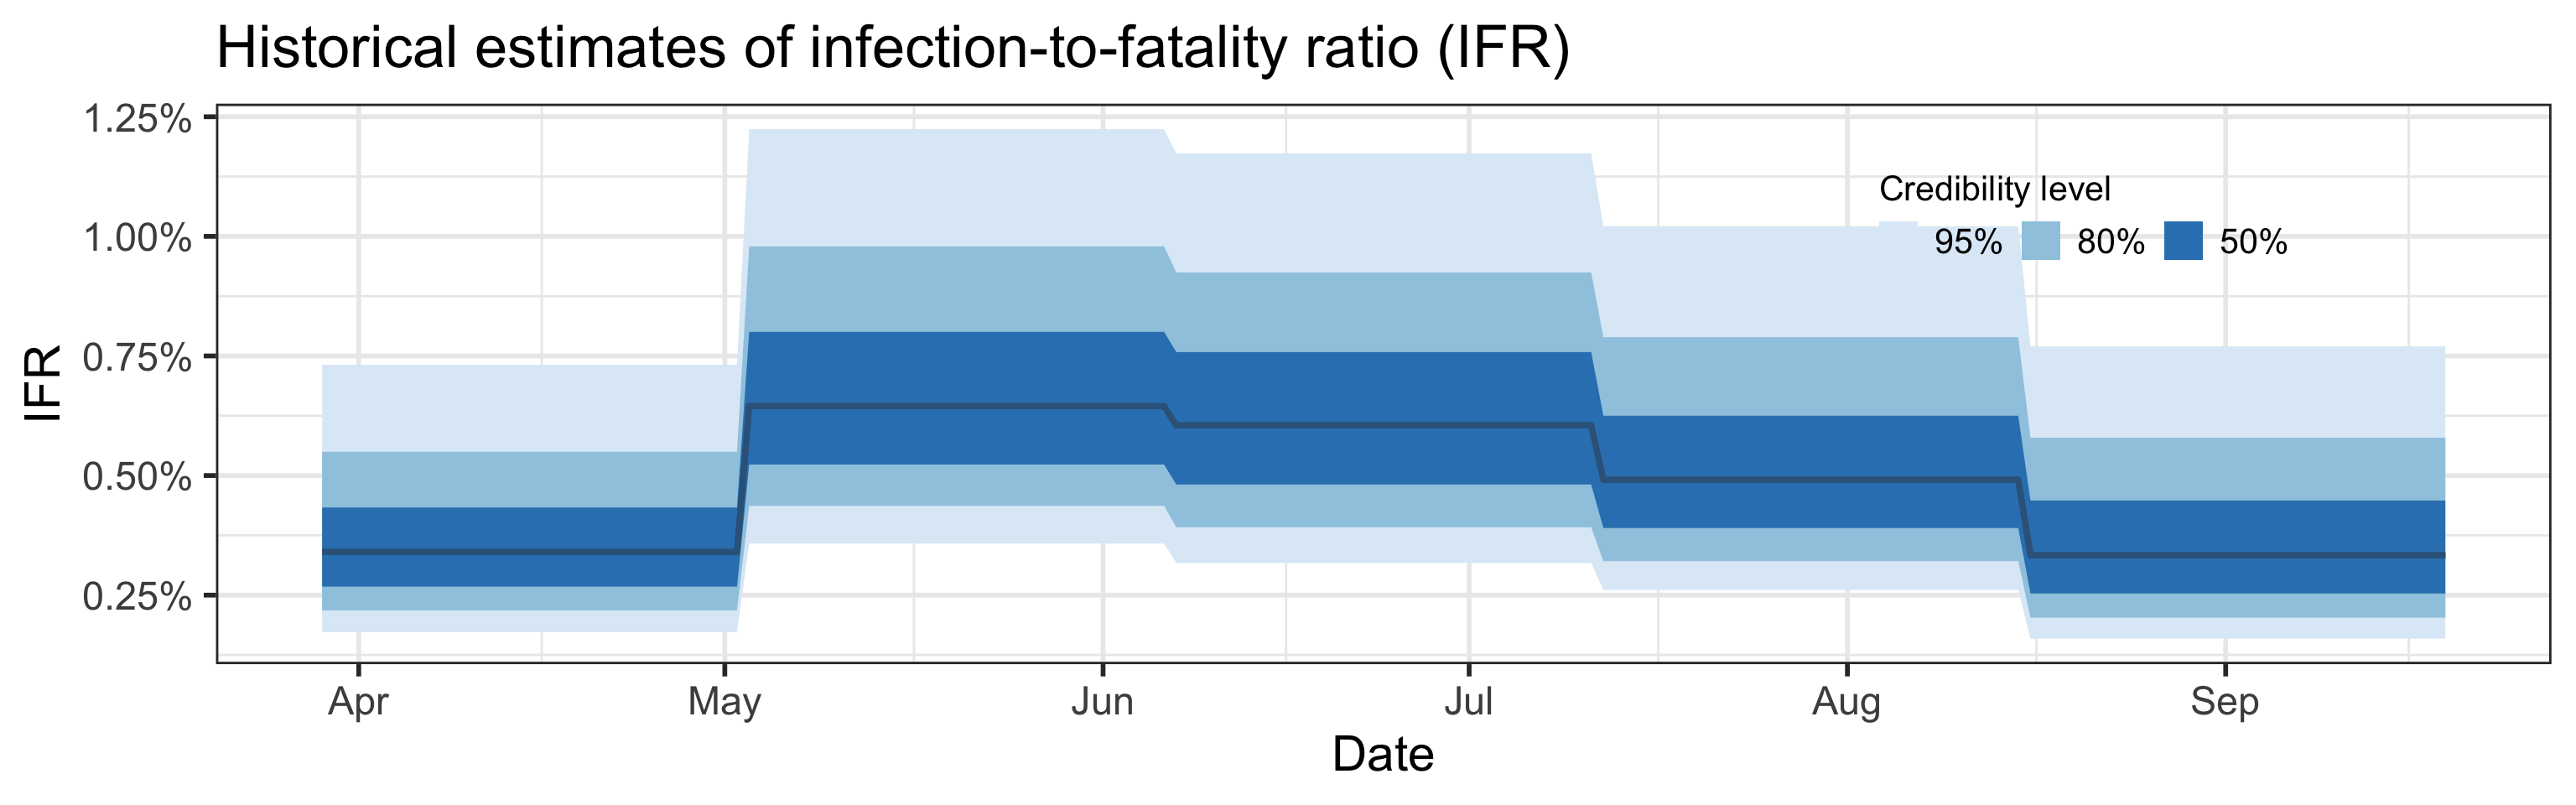 Historical estimates of infection-to-fatality ratio (IFR)
1.25%
1.00%
0.75%
0.50%
0.25%
IFR
Credibility level
95% 80% 50%
Apr May Jun Jul Aug Sep
Date